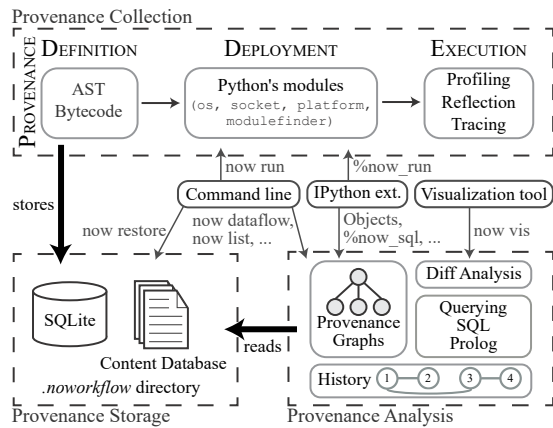 Provenance Collection
PROVENANCE
DEFINITION
DEPLOYMENT
EXECUTION
AST
Bytecode
Python's modules
(os, socket, platform,
modulefinder)
Profiling
Reflection
Tracing
now run
%now_run
stores
Command line
IPython ext.
Visualization tool
now restore
now dataflow,
now list, ...
Objects,
%now_sql, ...
now vis
SQLite
Content Database
.noworkflow directory
reads
Provenance
Graphs
Diff Analysis
Querying
SQL
Prolog
History 1 2 3 4
Provenance Storage
Provenance Analysis